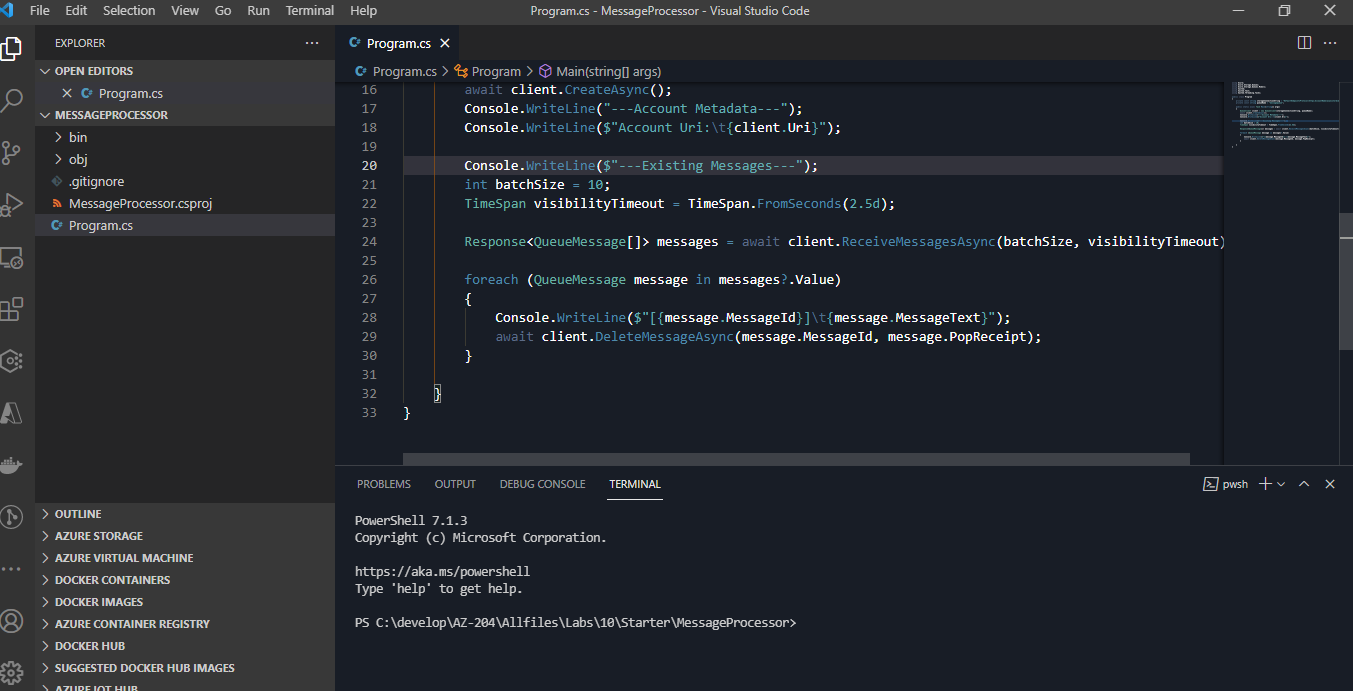 File Edit Selection View Go Run Terminal Help
Program.cs - MessageProcessor - Visual Studio Code
EXPLORER
OPEN EDITORS
Program.cs
MESSAGEPROCESSOR
bin
obj
.gitignore
MessageProcessor.csproj
Program.cs
OUTLINE
AZURE STORAGE
AZURE VIRTUAL MACHINE
DOCKER CONTAINERS
DOCKER IMAGES
AZURE CONTAINER REGISTRY
DOCKER HUB
SUGGESTED DOCKER HUB IMAGES
AZURE IOT HUB
Program.cs
Program.cs > Program > Main(string[] args)
16 await client.CreateAsync();
17 Console.WriteLine("---Account Metadata---");
18 Console.WriteLine($"Account Uri:\t{client.Uri}");
19
20 Console.WriteLine($"---Existing Messages---");
21 int batchSize = 10;
22 TimeSpan visibilityTimeout = TimeSpan.FromSeconds(2.5d);
23
24 Response<QueueMessage[]> messages = await client.ReceiveMessagesAsync(batchSize, visibilityTimeout)
25
26 foreach (QueueMessage message in messages?.Value)
27 {
28 Console.WriteLine($"[{message.MessageId}]\t{message.MessageText}");
29 await client.DeleteMessageAsync(message.MessageId, message.PopReceipt);
30 }
31
32 }
33 }
PROBLEMS OUTPUT DEBUG CONSOLE TERMINAL
pwsh
PowerShell 7.1.3
Copyright (c) Microsoft Corporation.
https://aka.ms/powershell
Type 'help' to get help.
PS C:\develop\AZ-204\Allfiles\Labs\10\Starter\MessageProcessor>